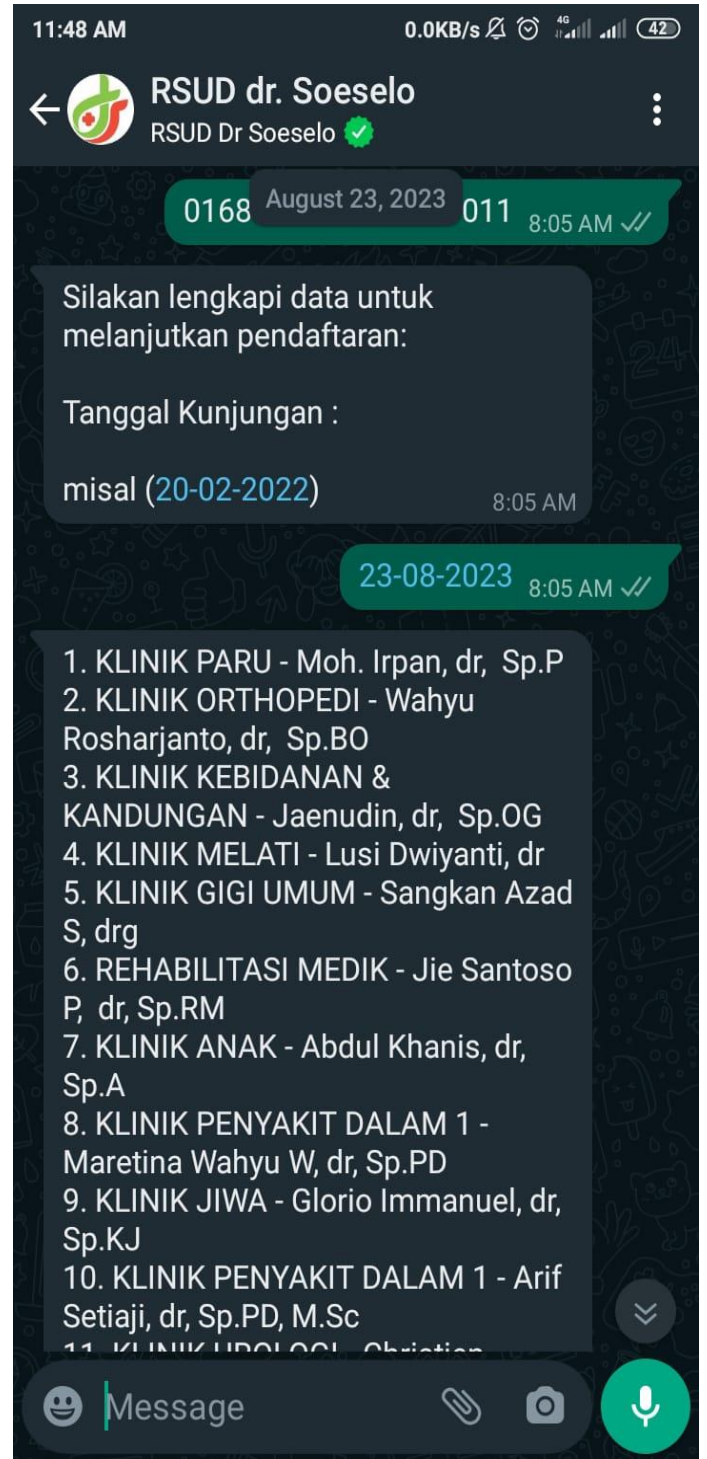 11:48 AM
0.0KB/s 4G 42
RSUD dr. Soeselo
RSUD Dr Soeselo
August 23, 2023
0168 011 8:05 AM
Silakan lengkapi data untuk
melanjutkan pendaftaran:
Tanggal Kunjungan :
misal (20-02-2022)
8:05 AM
23-08-2023 8:05 AM
1. KLINIK PARU - Moh. Irpan, dr, Sp.P
2. KLINIK ORTHOPEDI - Wahyu
Rosharjanto, dr, Sp.BO
3. KLINIK KEBIDANAN &
KANDUNGAN - Jaenudin, dr, Sp.OG
4. KLINIK MELATI - Lusi Dwiyanti, dr
5. KLINIK GIGI UMUM - Sangkan Azad
S, drg
6. REHABILITASI MEDIK - Jie Santoso
P, dr, Sp.RM
7. KLINIK ANAK - Abdul Khanis, dr,
Sp.A
8. KLINIK PENYAKIT DALAM 1 -
Maretina Wahyu W, dr, Sp.PD
9. KLINIK JIWA - Glorio Immanuel, dr,
Sp.KJ
10. KLINIK PENYAKIT DALAM 1 - Arif
Setiaji, dr, Sp.PD, M.Sc
11. KLINIK UROLOGI - Christian
Message